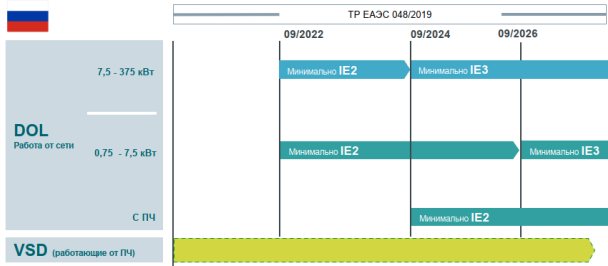 ТР ЕАЭС 048/2019
09/2022
09/2024
09/2026
7,5 - 375 кВт
Минимально IE2
Минимально IE3
DOL
Работа от сети
0,75 - 7,5 кВт
Минимально IE2
Минимально IE3
С ПЧ
Минимально IE2
VSD (работающие от ПЧ)